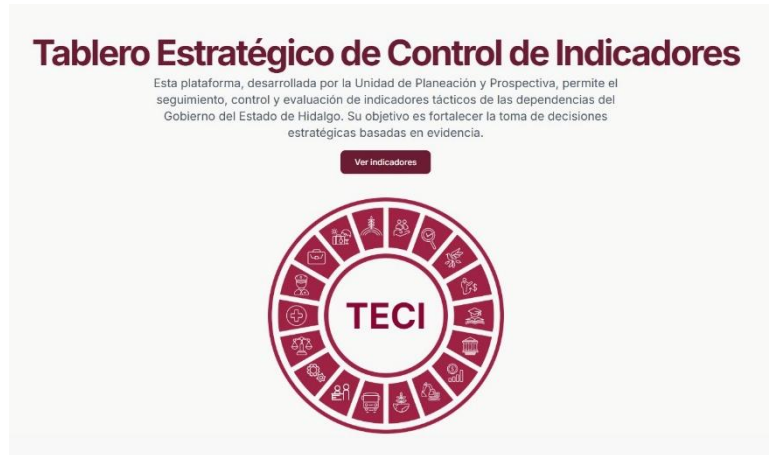 Tablero Estratégico de Control de Indicadores
Esta plataforma, desarrollada por la Unidad de Planeación y Prospectiva, permite el
seguimiento, control y evaluación de indicadores tácticos de las dependencias del
Gobierno del Estado de Hidalgo. Su objetivo es fortalecer la toma de decisiones
estratégicas basadas en evidencia.
Ver indicadores
TECI